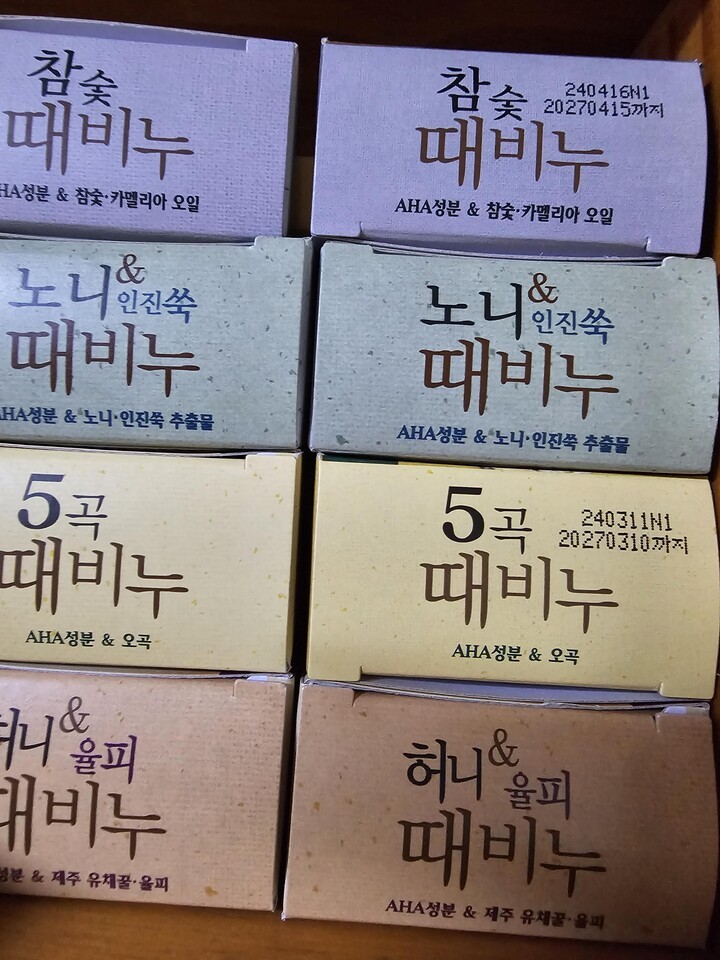 참숯
때비누
AHA성분 & 참숯·카멜리아 오일
참숯
240416N1
20270415까지
때비누
AHA성분 & 참숯·카멜리아 오일
노니&
인진쑥
때비누
AHA성분 & 노니·인진쑥 추출물
노니&
인진쑥
때비누
AHA성분 & 노니·인진쑥 추출물
5곡
때비누
AHA성분 & 오곡
5곡
240311N1
20270310까지
때비누
AHA성분 & 오곡
허니&
율피
때비누
성분 & 제주 유채꿀·율피
허니&
율피
때비누
AHA성분 & 제주 유채꿀·율피